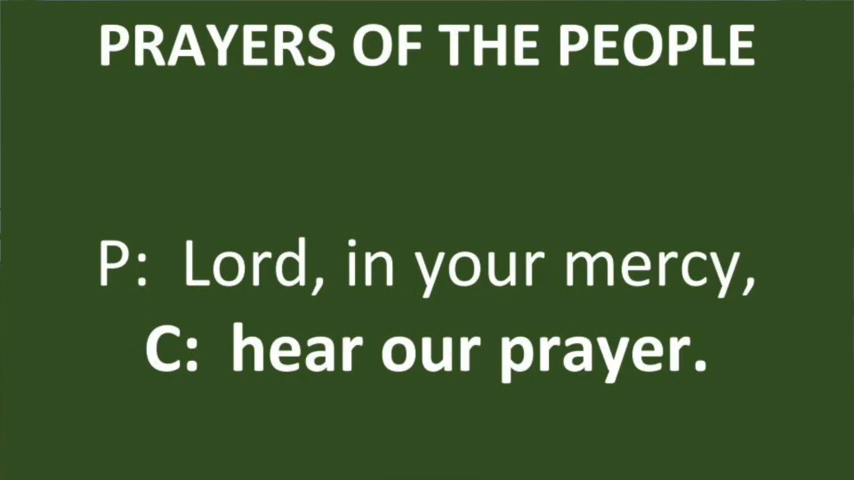 PRAYERS OF THE PEOPLE
P: Lord, in your mercy,
C: hear our prayer.